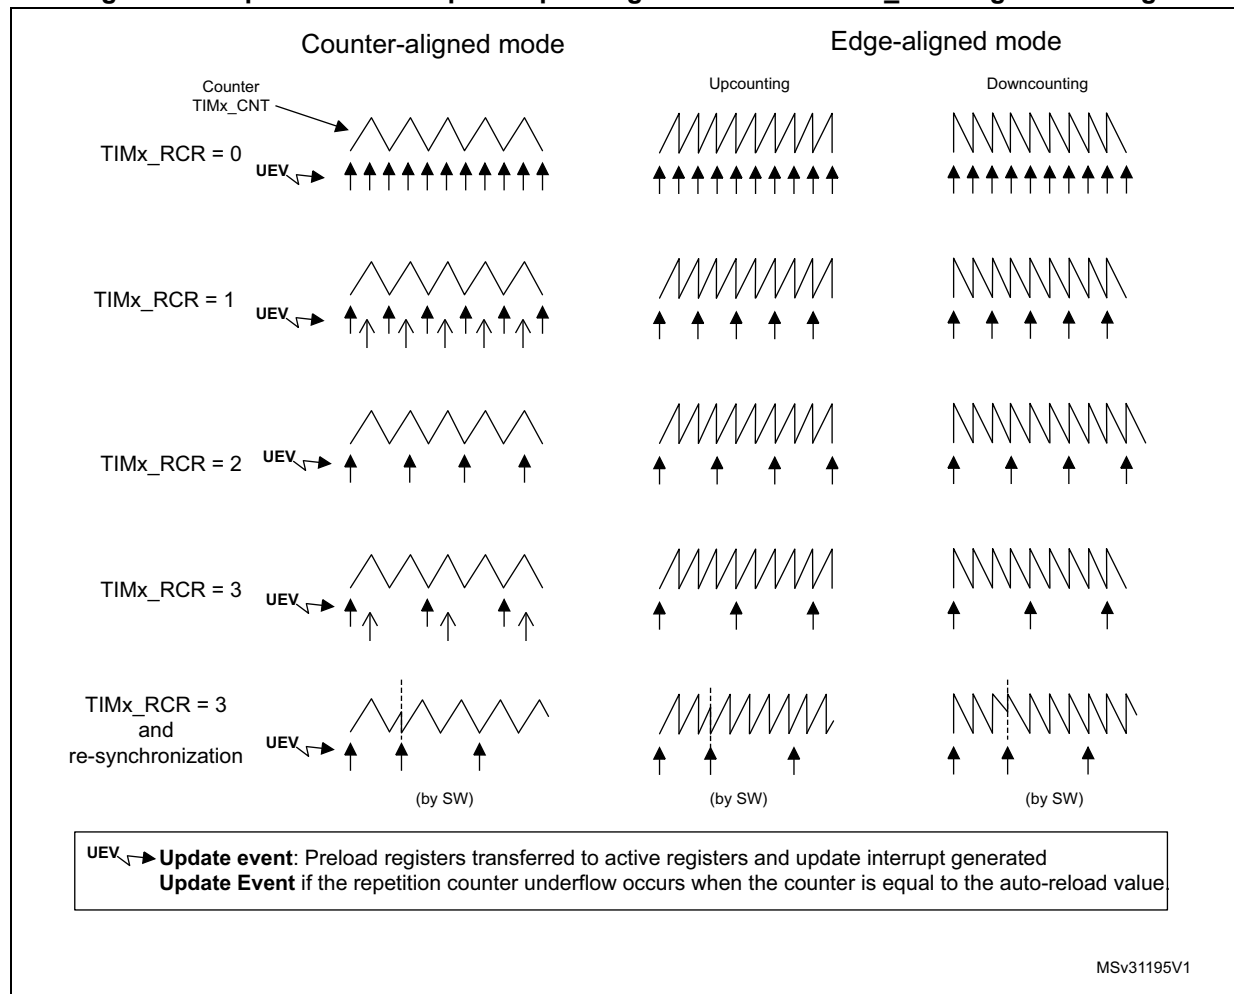 Counter-aligned mode Edge-aligned mode
Counter
TIMx_CNT
Upcounting Downcounting
TIMx_RCR = 0
UEV
TIMx_RCR = 1
UEV
TIMx_RCR = 2
UEV
TIMx_RCR = 3
UEV
TIMx_RCR = 3
and
re-synchronization
UEV
(by SW) (by SW) (by SW)
UEV Update event: Preload registers transferred to active registers and update interrupt generated
Update Event if the repetition counter underflow occurs when the counter is equal to the auto-reload value.
MSv31195V1